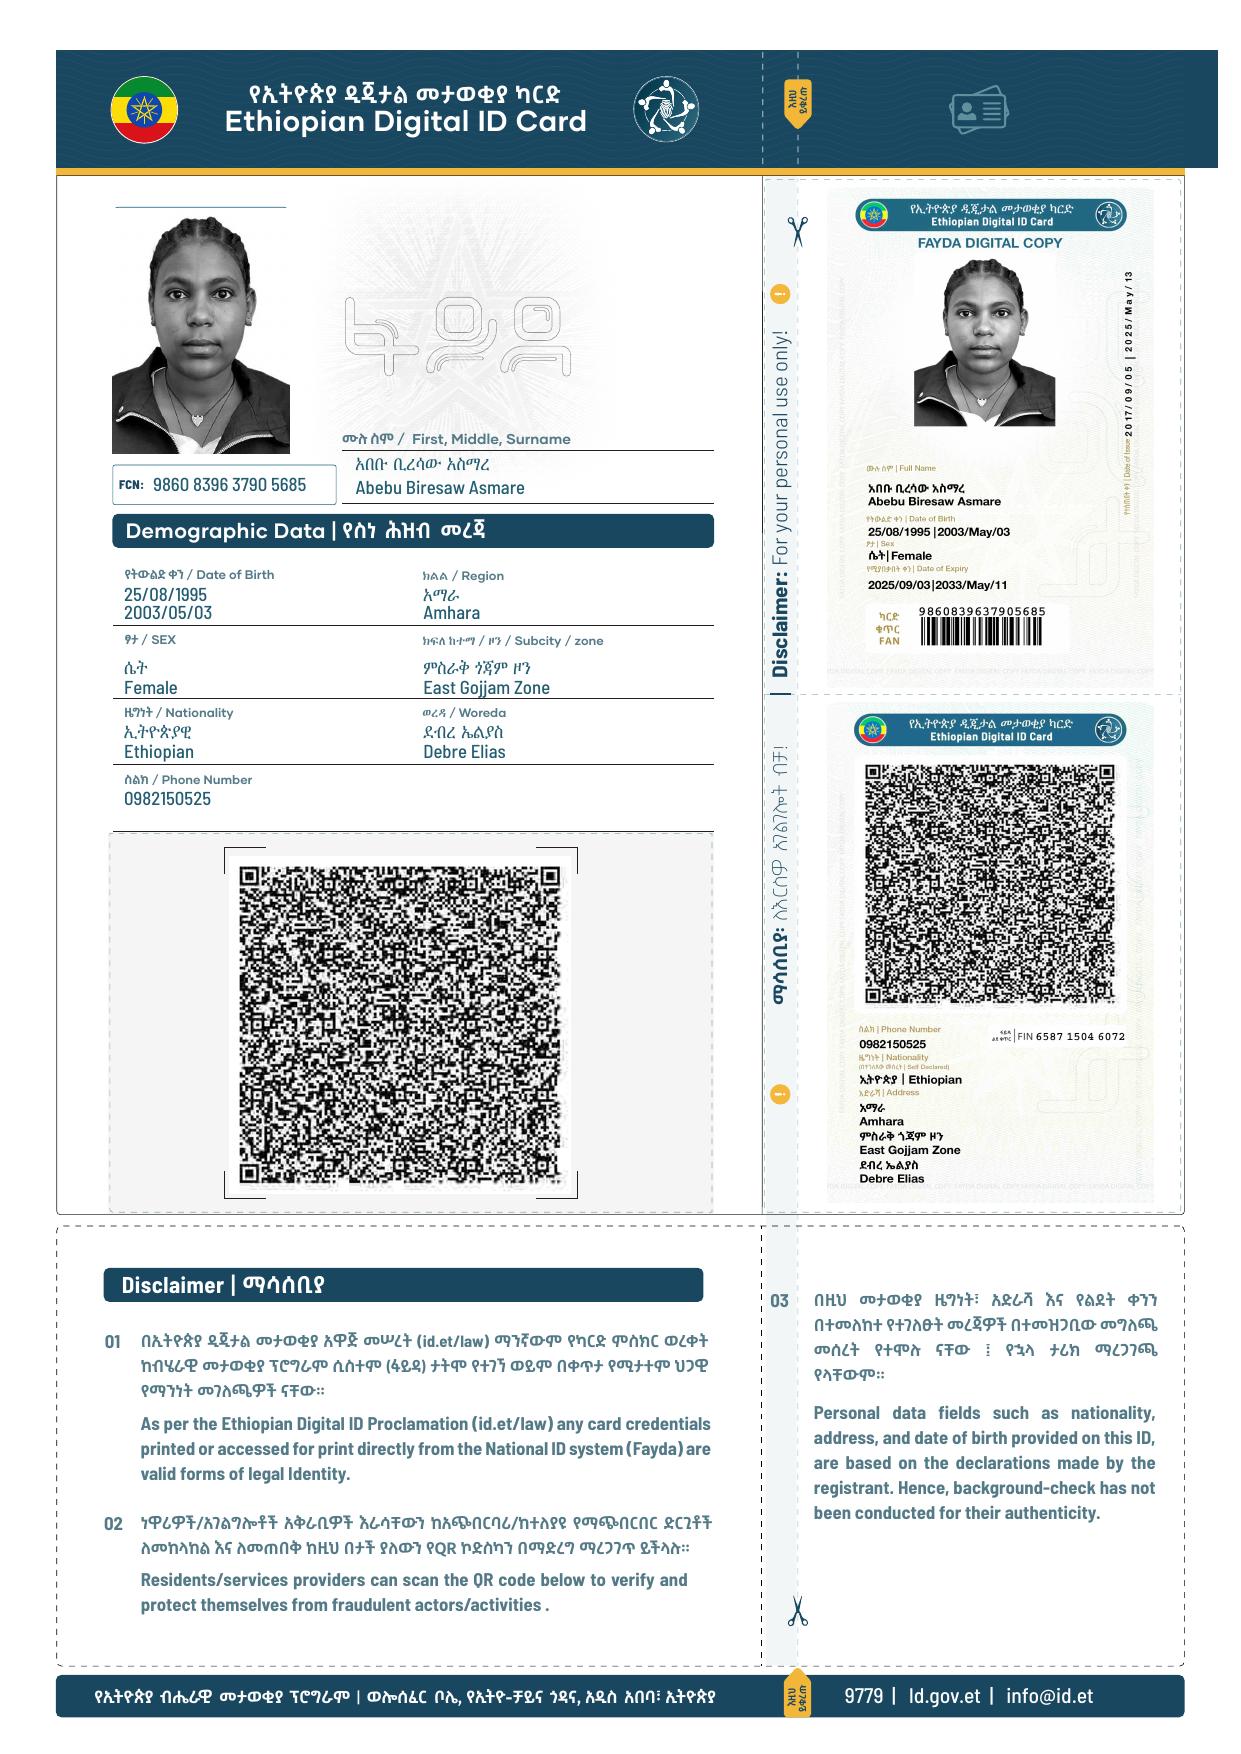 የኢትዮጵያ ዲጂታል መታወቂያ ካርድ
Ethiopian Digital ID Card
እዚህ ይቁረጡ
ፋይዳ
ሙሉ ስም / First, Middle, Surname
አበቡ ቢረሳው አስማረ
Abebu Biresaw Asmare
FCN: 9860 8396 3790 5685
Demographic Data | የስነ ሕዝብ መረጃ
የትውልድ ቀን / Date of Birth
25/08/1995
2003/05/03
ክልል / Region
አማራ
Amhara
ፆታ / SEX
ሴት
Female
ክፍለ ከተማ / ዞን / Subcity / zone
ምስራቅ ጎጃም ዞን
East Gojjam Zone
ዜግነት / Nationality
ኢትዮጵያዊ
Ethiopian
ወረዳ / Woreda
ደብረ ኤልያስ
Debre Elias
ስልክ / Phone Number
0982150525
Disclaimer: For your personal use only!
ማሳሰቢያ: ለእርስዎ አገልግሎት ብቻ!
የኢትዮጵያ ዲጂታል መታወቂያ ካርድ
Ethiopian Digital ID Card
FAYDA DIGITAL COPY
የተሰጠበት ቀን | Date of Issue 2017/09/05 | 2025/May/13
ሙሉ ስም | Full Name
አበቡ ቢረሳው አስማረ
Abebu Biresaw Asmare
የትውልድ ቀን | Date of Birth
25/08/1995 | 2003/May/03
ፆታ | Sex
ሴት | Female
የሚያበቃበት ቀን | Date of Expiry
2025/09/03 | 2033/May/11
ካርድ
ቁጥር
FAN
9860839637905685
የኢትዮጵያ ዲጂታል መታወቂያ ካርድ
Ethiopian Digital ID Card
ስልክ | Phone Number
0982150525
FIN 6587 1504 6072
ዜግነት | Nationality
(በተገለጸው መሰረት | Self Declared)
ኢትዮጵያ | Ethiopian
አድራሻ | Address
አማራ
Amhara
ምስራቅ ጎጃም ዞን
East Gojjam Zone
ደብረ ኤልያስ
Debre Elias
Disclaimer | ማሳሰቢያ
01 በኢትዮጵያ ዲጂታል መታወቂያ አዋጅ መሠረት (id.et/law) ማንኛውም የካርድ ምስክር ወረቀት
ከብሄራዊ መታወቂያ ፕሮግራም ሲስተም (ፋይዳ) ታትሞ የተገኘ ወይም በቀጥታ የሚታተም ህጋዊ
የማንነት መገለጫዎች ናቸው።
As per the Ethiopian Digital ID Proclamation (id.et/law) any card credentials
printed or accessed for print directly from the National ID system (Fayda) are
valid forms of legal Identity.
02 ነዋሪዎች/አገልግሎቶች አቅራቢዎች እራሳቸውን ከአጭበርባሪ/ከተለያዩ የማጭበርበር ድርጊቶች
ለመከላከል እና ለመጠበቅ ከዚህ በታች ያለውን የQR ኮድስካን በማድረግ ማረጋገጥ ይችላሉ።
Residents/services providers can scan the QR code below to verify and
protect themselves from fraudulent actors/activities .
03 በዚህ መታወቂያ ዜግነት፣ አድራሻ እና የልደት ቀንን
በተመለከተ የተገለፁት መረጃዎች በተመዝጋቢው መግለጫ
መሰረት የተሞሉ ናቸው ፤ የኋላ ታሪክ ማረጋገጫ
የላቸውም።
Personal data fields such as nationality,
address, and date of birth provided on this ID,
are based on the declarations made by the
registrant. Hence, background-check has not
been conducted for their authenticity.
የኢትዮጵያ ብሔራዊ መታወቂያ ፕሮግራም | ወሎሰፈር ቦሌ, የኢትዮ-ቻይና ጎዳና, አዲስ አበባ፣ ኢትዮጵያ
እዚህ ይቁረጡ
9779 | Id.gov.et | info@id.et